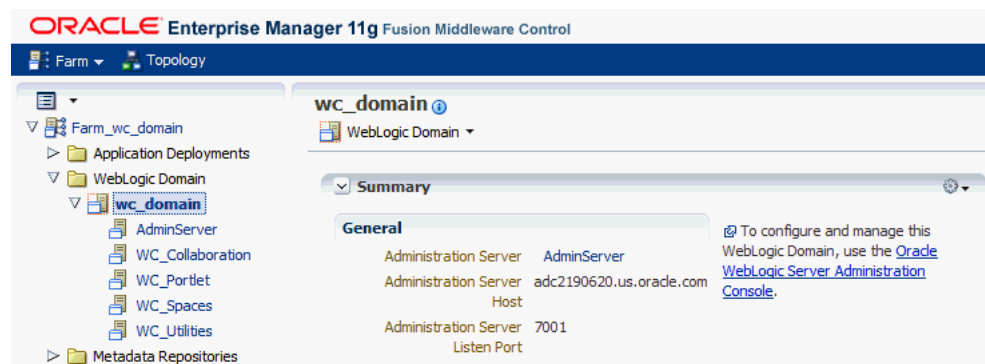 ORACLE Enterprise Manager 11g Fusion Middleware Control
Farm Topology
Farm_wc_domain
Application Deployments
WebLogic Domain
wc_domain
AdminServer
WC_Collaboration
WC_Portlet
WC_Spaces
WC_Utilities
Metadata Repositories
wc_domain
WebLogic Domain
Summary
General
Administration Server AdminServer
Administration Server adc2190620.us.oracle.com
Host
Administration Server 7001
Listen Port
To configure and manage this
WebLogic Domain, use the Oracle
WebLogic Server Administration
Console.